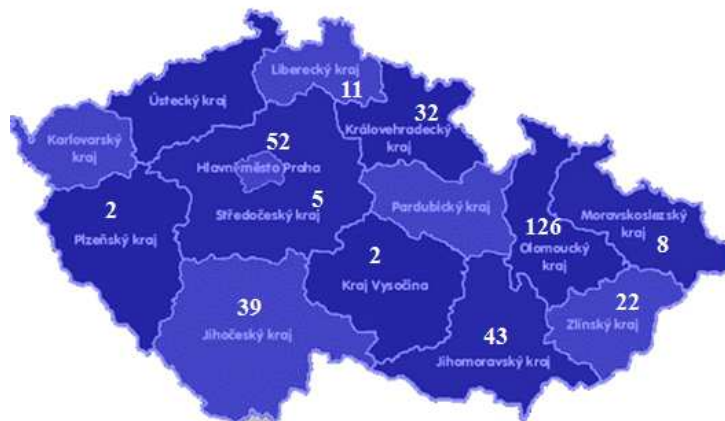 Liberecký kraj
11
Ústecký kraj
32
Královehradecký
kraj
Karlovarský
kraj
52
Hlavní město Praha
5
Středočeský kraj
2
Plzeňský kraj
Pardubický kraj
126
Olomoucký
kraj
Moravskoslezský
kraj
8
2
Kraj Vysočina
39
Jihočeský kraj
43
Jihomoravský kraj
22
Zlínský kraj